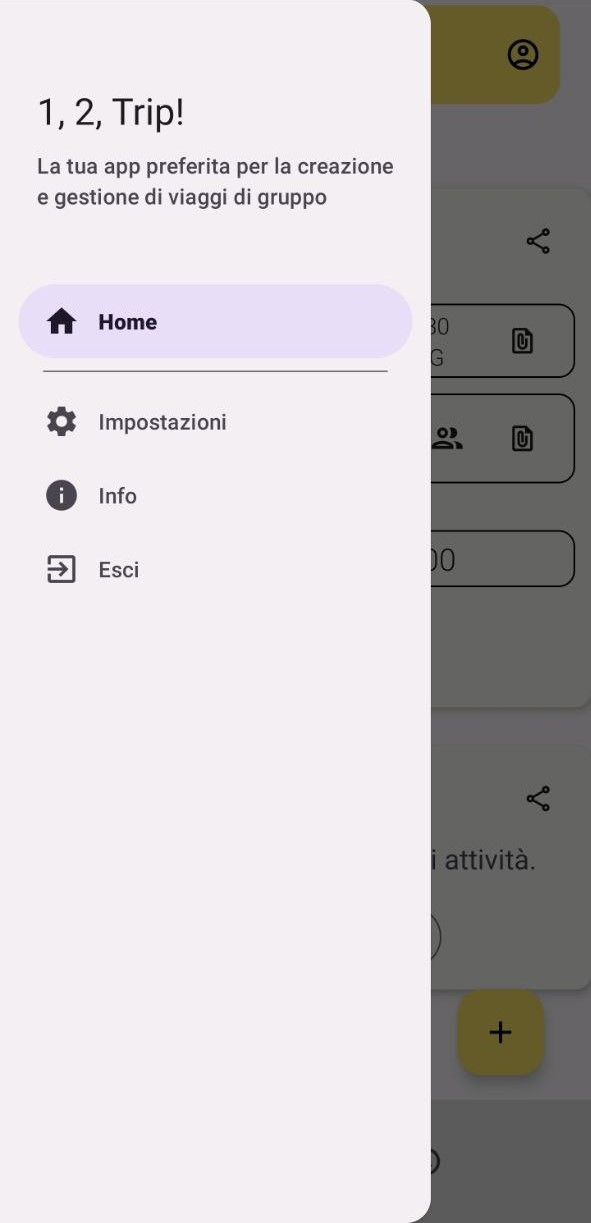 1, 2, Trip!
La tua app preferita per la creazione
e gestione di viaggi di gruppo
Home
Impostazioni
Info
Esci
30
G
00
i attività.